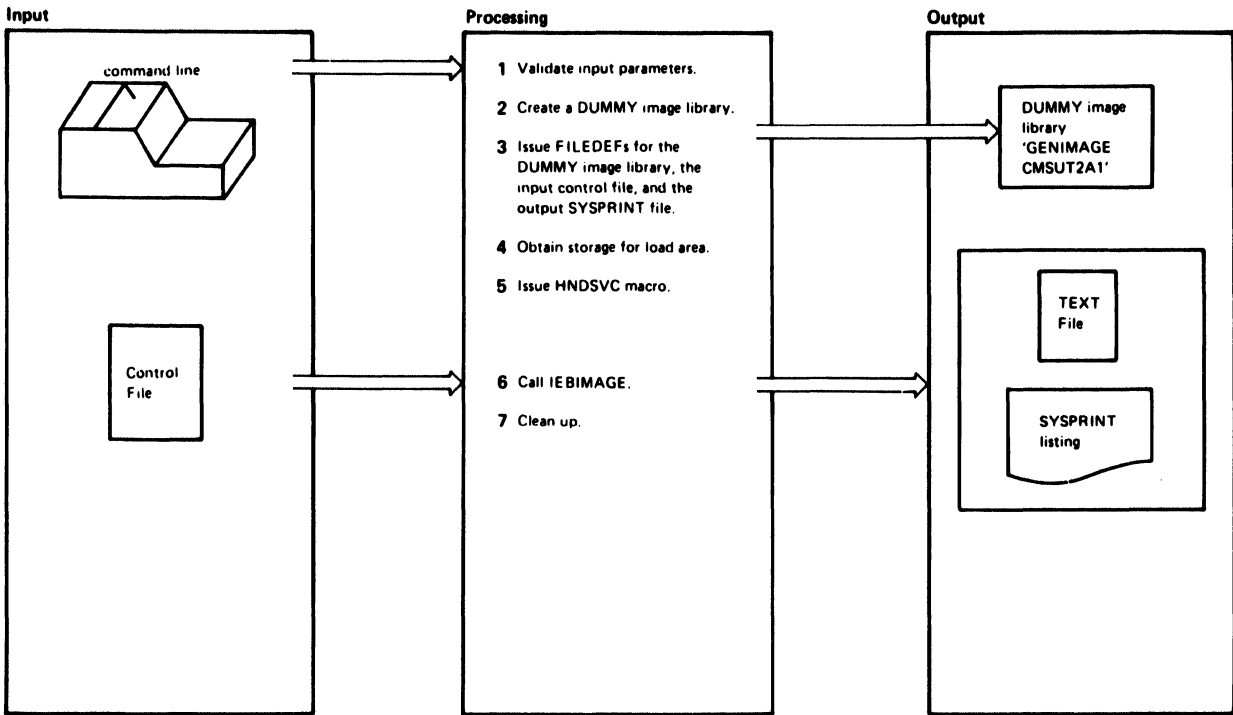 Input
command line
Control
File
Processing
1 Validate input parameters.
2 Create a DUMMY image library.
3 Issue FILEDEFs for the
DUMMY image library, the
input control file, and the
output SYSPRINT file.
4 Obtain storage for load area.
5 Issue HNDSVC macro.
6 Call IEBIMAGE.
7 Clean up.
Output
DUMMY image
library
'GENIMAGE
CMSUT2A1'
TEXT
File
SYSPRINT
listing